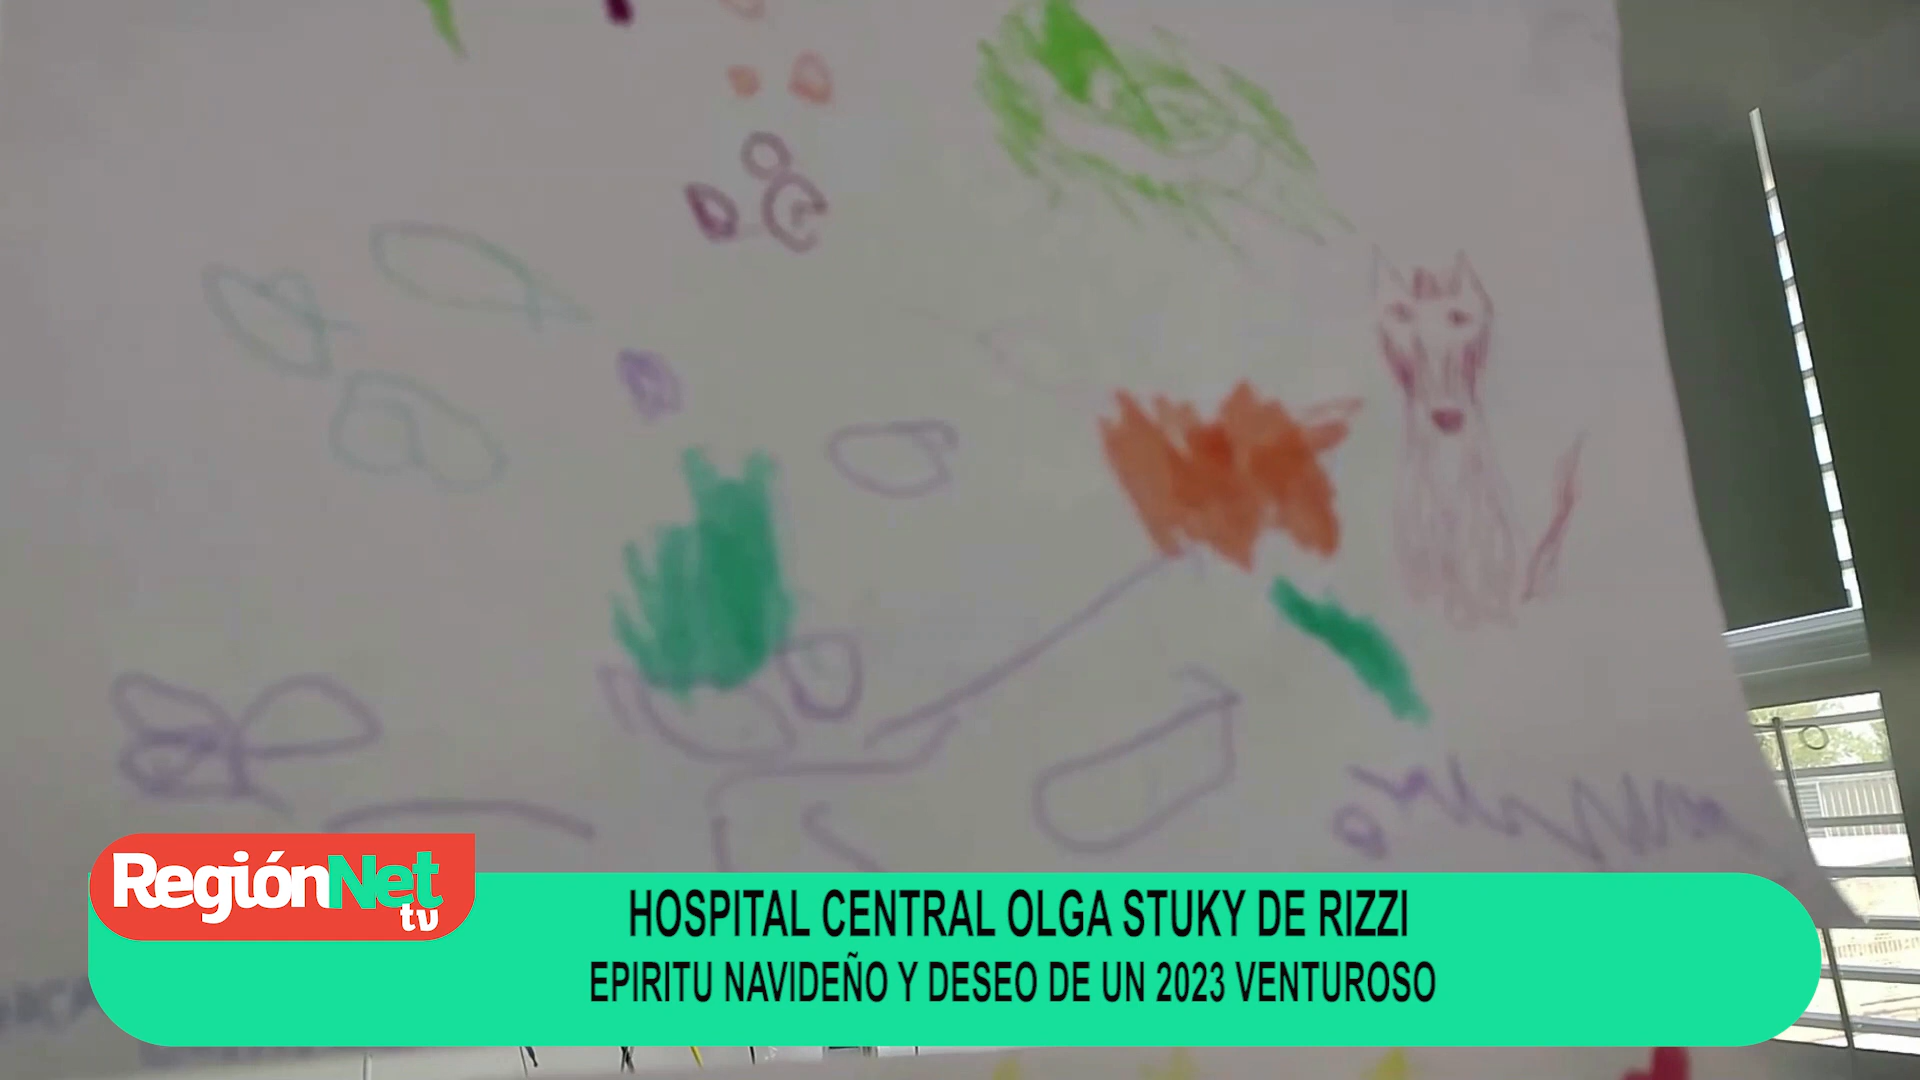 RegiónNet
tv
HOSPITAL CENTRAL OLGA STUKY DE RIZZI
EPIRITU NAVIDEÑO Y DESEO DE UN 2023 VENTUROSO